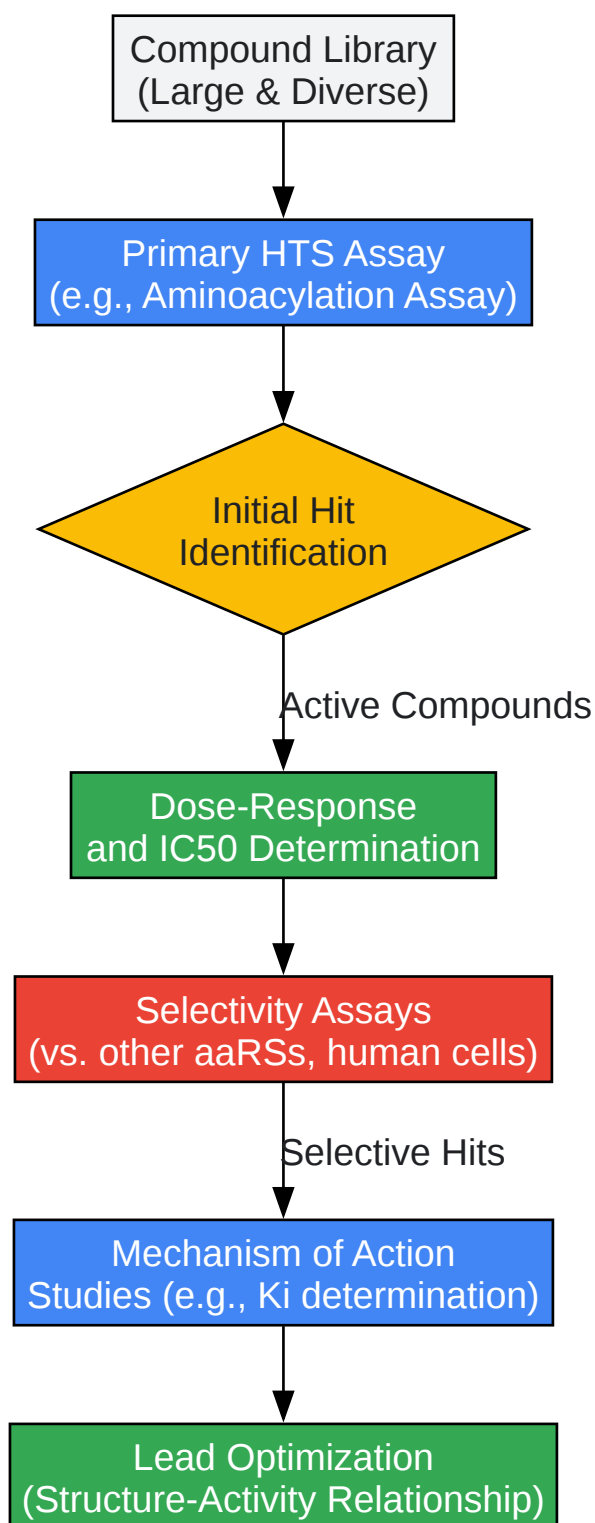 Compound Library
(Large & Diverse)
Primary HTS Assay
(e.g., Aminoacylation Assay)
Initial Hit
Identification
Active Compounds
Dose-Response
and IC50 Determination
Selectivity Assays
(vs. other aaRSs, human cells)
Selective Hits
Mechanism of Action
Studies (e.g., Ki determination)
Lead Optimization
(Structure-Activity Relationship)